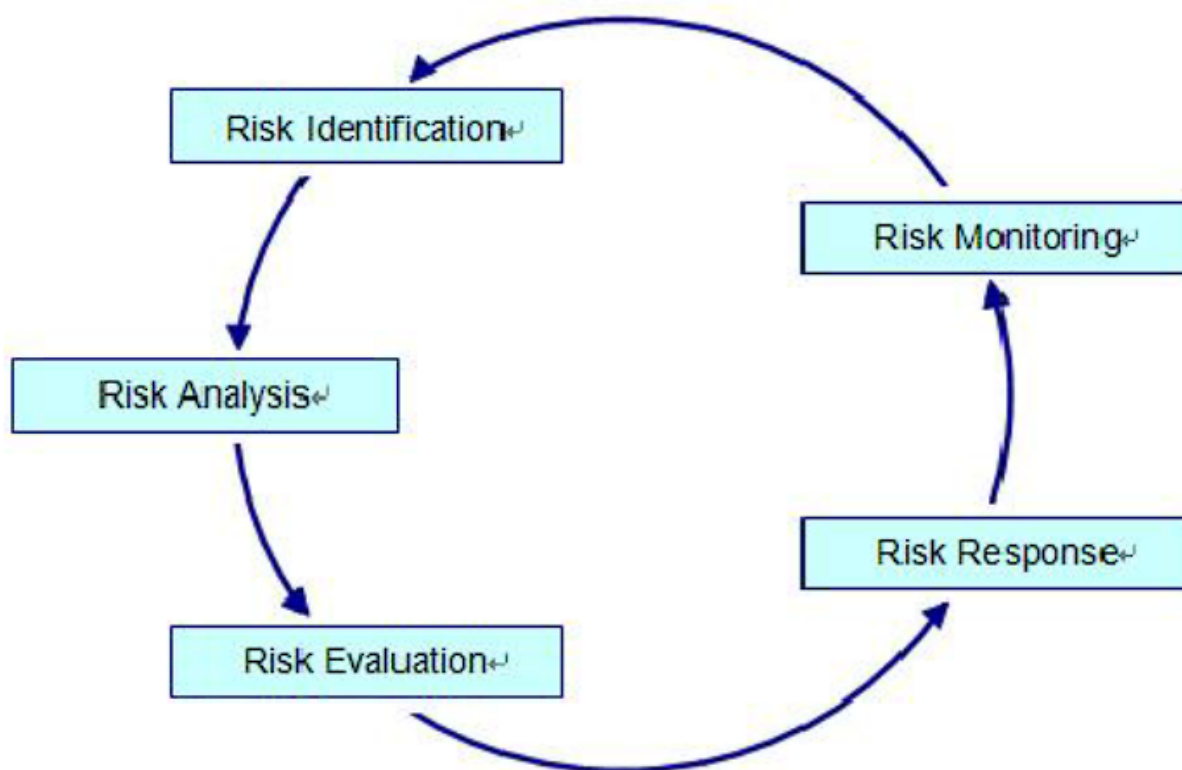 Risk Identification↵
Risk Monitoring↵
Risk Analysis↵
Risk Response↵
Risk Evaluation↵